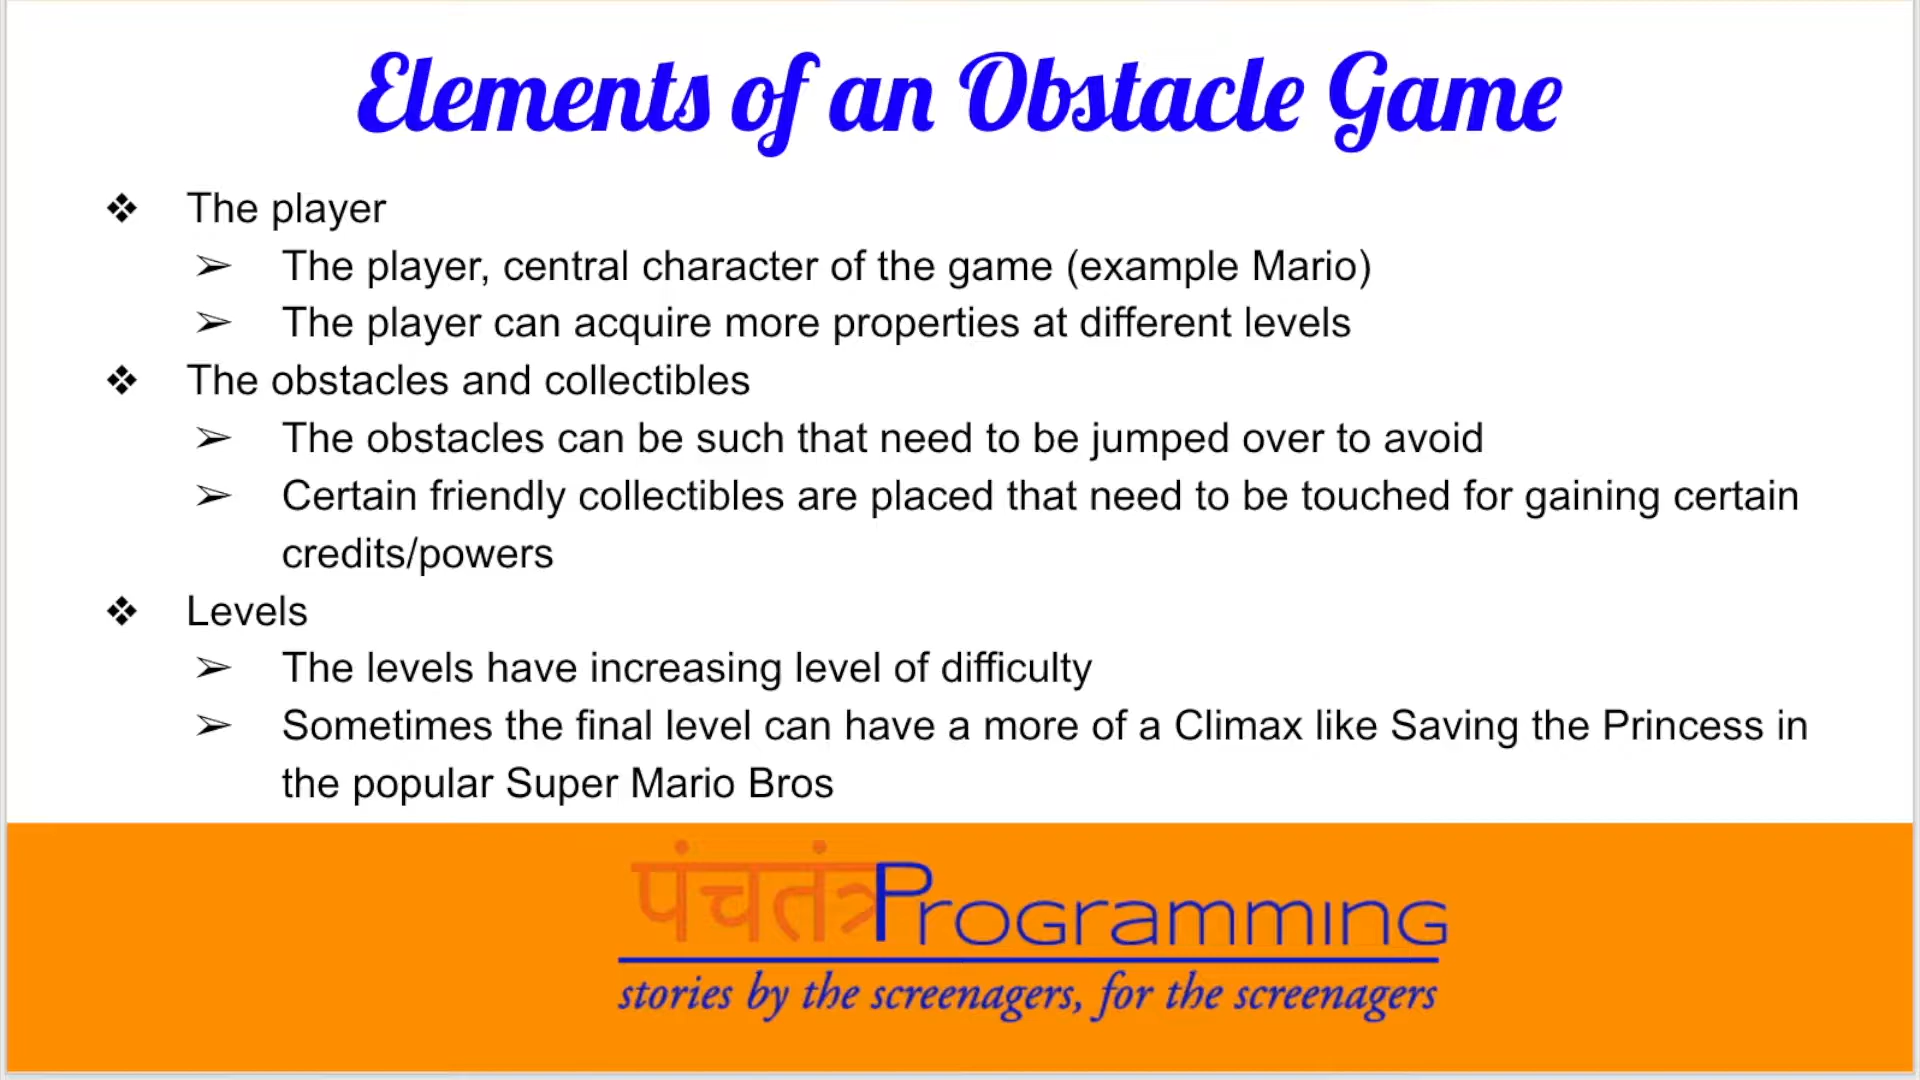 Elements of an Obstacle Game
❖ The player
➢ The player, central character of the game (example Mario)
➢ The player can acquire more properties at different levels
❖ The obstacles and collectibles
➢ The obstacles can be such that need to be jumped over to avoid
➢ Certain friendly collectibles are placed that need to be touched for gaining certain
credits/powers
❖ Levels
➢ The levels have increasing level of difficulty
➢ Sometimes the final level can have a more of a Climax like Saving the Princess in
the popular Super Mario Bros
पंचतंत्र Programming
stories by the screenagers, for the screenagers